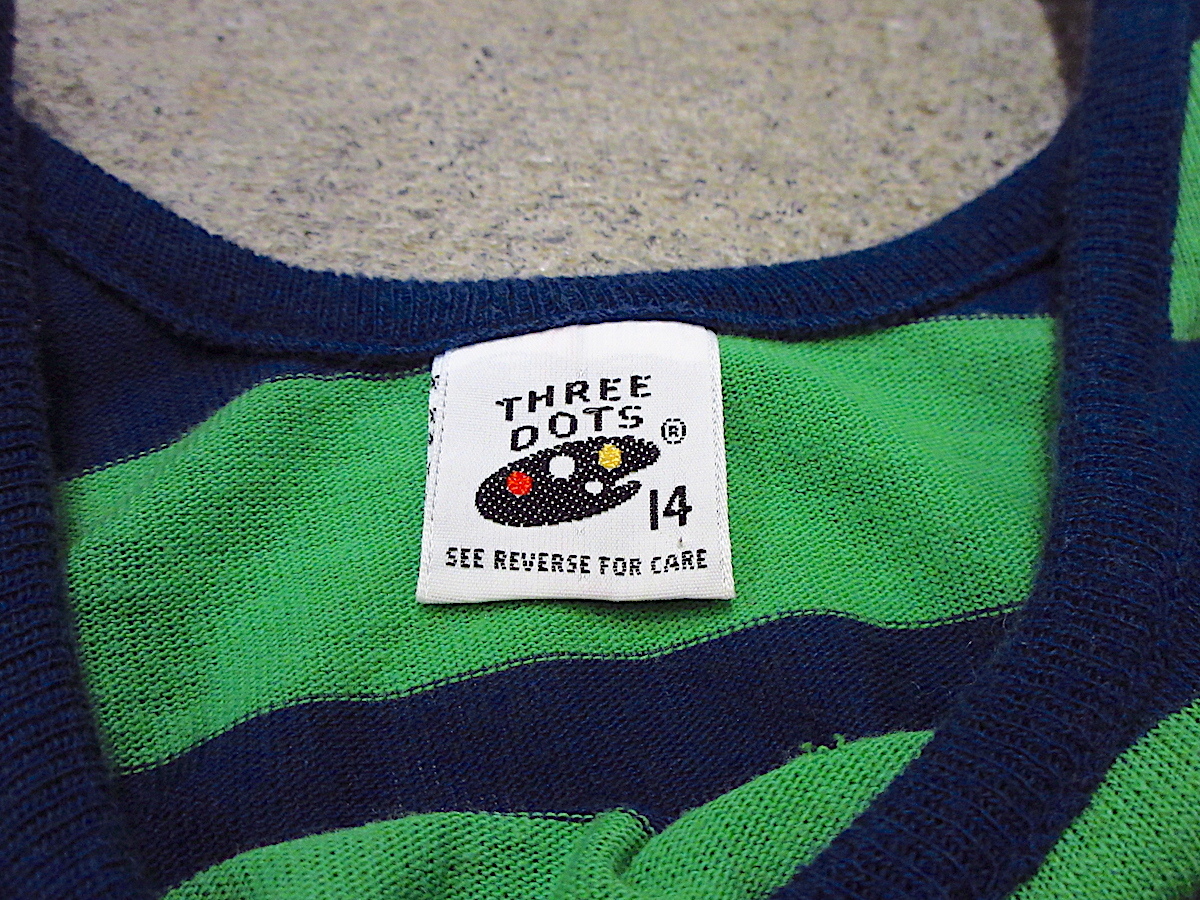 THREE
DOTS ®
14
SEE REVERSE FOR CARE